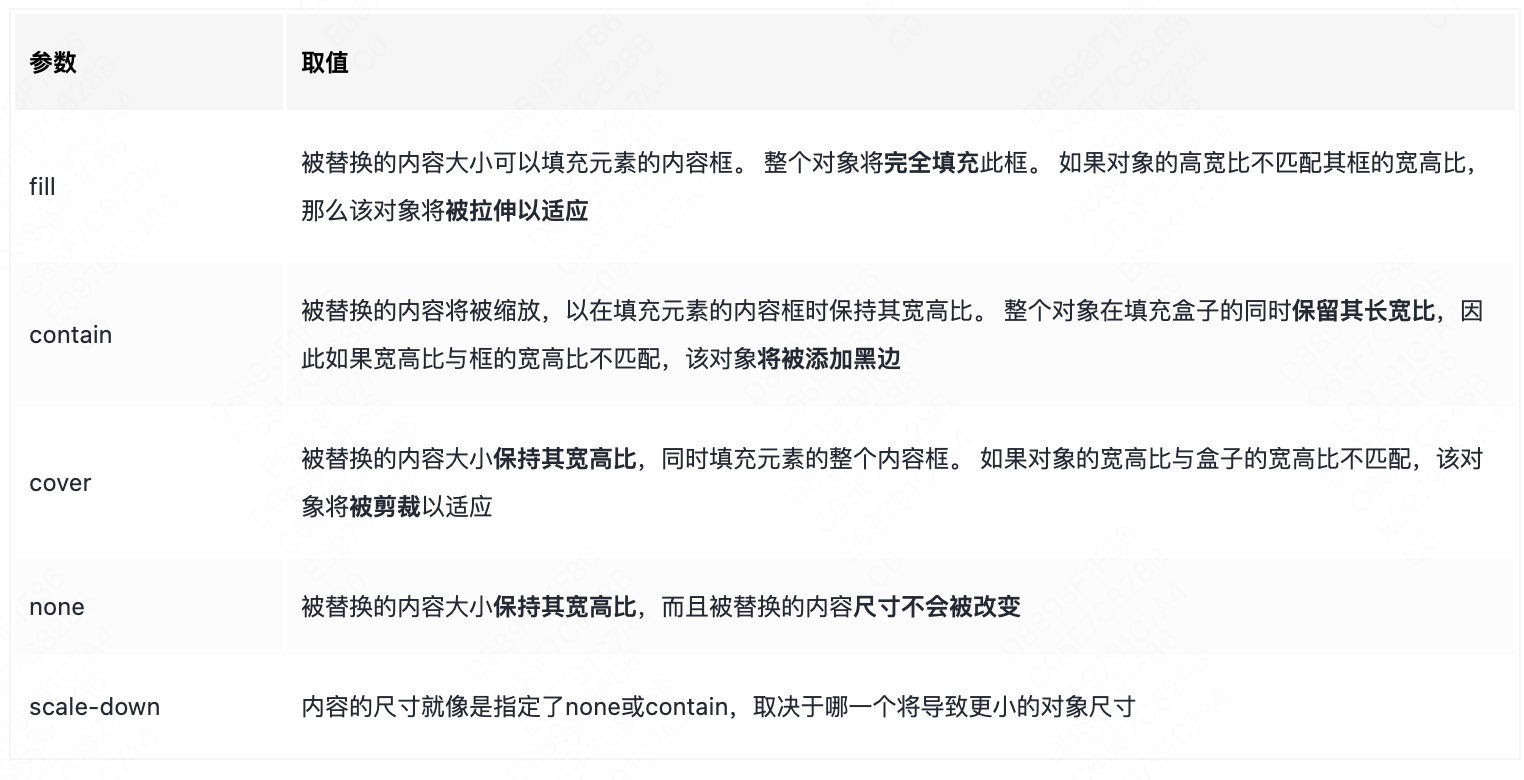 参数 取值
fill
被替换的内容大小可以填充元素的内容框。 整个对象将完全填充此框。 如果对象的高宽比不匹配其框的宽高比，
那么该对象将被拉伸以适应
contain
被替换的内容将被缩放，以在填充元素的内容框时保持其宽高比。 整个对象在填充盒子的同时保留其长宽比，因
此如果宽高比与框的宽高比不匹配，该对象将被添加黑边
cover
被替换的内容大小保持其宽高比，同时填充元素的整个内容框。 如果对象的宽高比与盒子的宽高比不匹配，该对
象将被剪裁以适应
none
被替换的内容大小保持其宽高比，而且被替换的内容尺寸不会被改变
scale-down
内容的尺寸就像是指定了none或contain，取决于哪一个将导致更小的对象尺寸